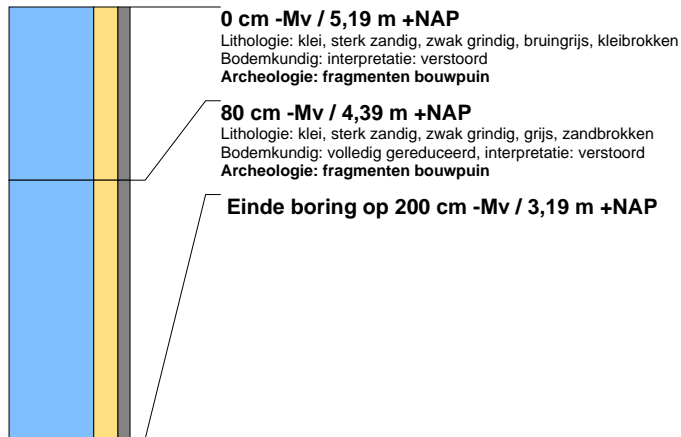 0 cm -Mv / 5,19 m +NAP
Lithologie: klei, sterk zandig, zwak grindig, bruingrijs, kleibrokken
Bodemkundig: interpretatie: verstoord
Archeologie: fragmenten bouwpuin
80 cm -Mv / 4,39 m +NAP
Lithologie: klei, sterk zandig, zwak grindig, grijs, zandbrokken
Bodemkundig: volledig gereduceerd, interpretatie: verstoord
Archeologie: fragmenten bouwpuin
Einde boring op 200 cm -Mv / 3,19 m +NAP